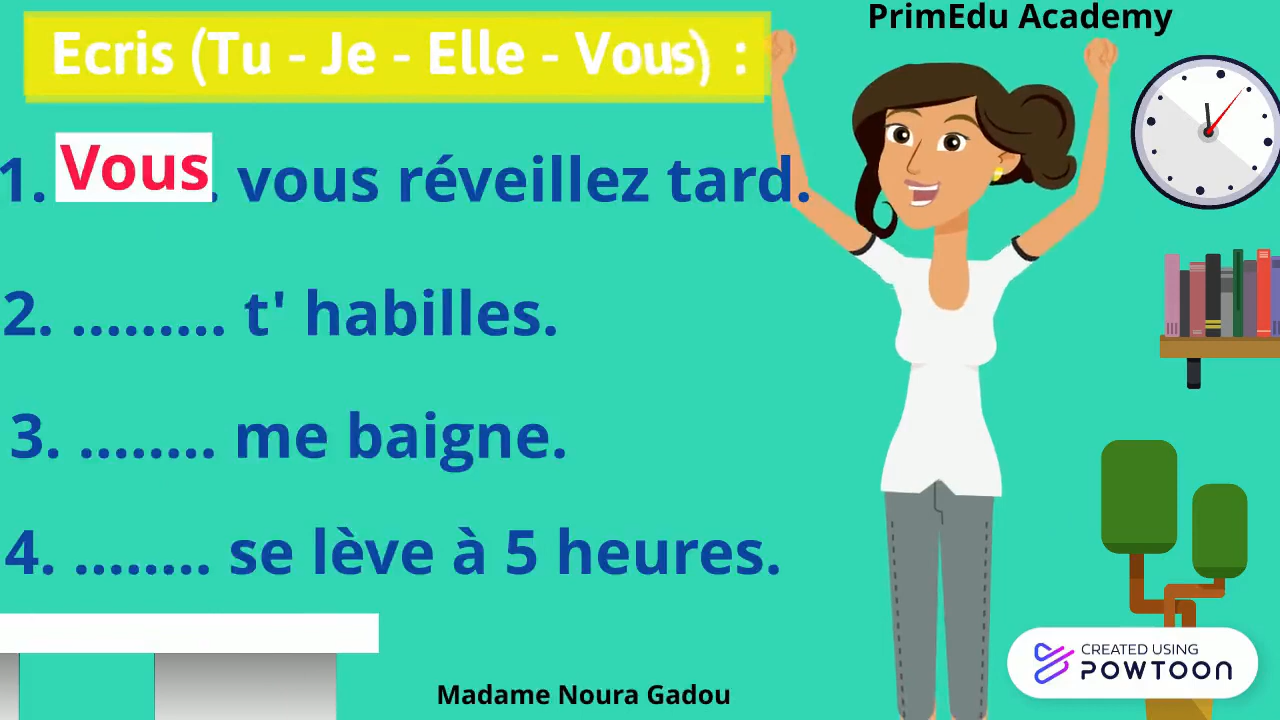 PrimEdu Academy
Ecris (Tu - Je - Elle - Vous) :
1. Vous. vous réveillez tard.
2. ......... t' habilles.
3. ........ me baigne.
4. ........ se lève à 5 heures.
Madame Noura Gadou
CREATED USING
POWTOON